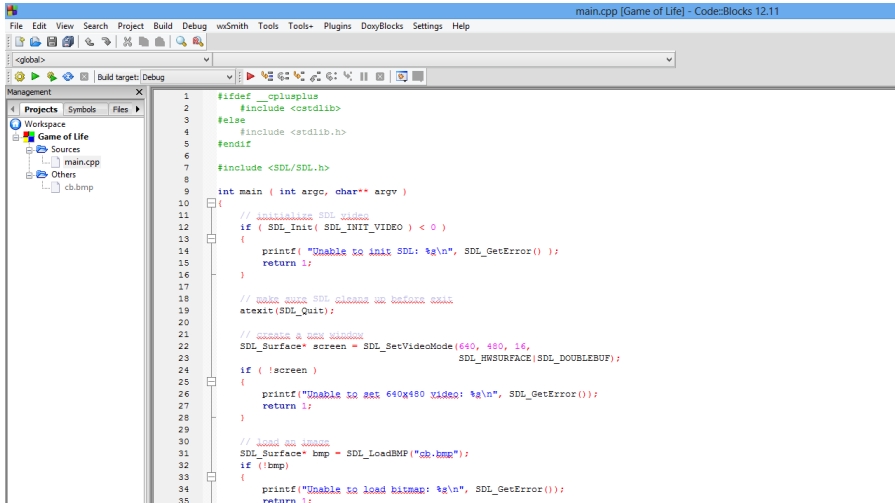 main.cpp [Game of Life] - Code::Blocks 12.11
File Edit View Search Project Build Debug wxSmith Tools Tools+ Plugins DoxyBlocks Settings Help
<global>
Build target: Debug
Management
Projects Symbols Files
Workspace
Game of Life
Sources
main.cpp
Others
cb.bmp
1 #ifdef __cplusplus
2 #include <cstdlib>
3 #else
4 #include <stdlib.h>
5 #endif
6
7 #include <SDL/SDL.h>
8
9 int main ( int argc, char** argv )
10 {
11 // initialize SDL video
12 if ( SDL_Init( SDL_INIT_VIDEO ) < 0 )
13 {
14 printf( "Unable to init SDL: %s\n", SDL_GetError() );
15 return 1;
16 }
17
18 // make sure SDL cleans up before exit
19 atexit(SDL_Quit);
20
21 // create a new window
22 SDL_Surface* screen = SDL_SetVideoMode(640, 480, 16,
23 SDL_HWSURFACE|SDL_DOUBLEBUF);
24 if ( !screen )
25 {
26 printf("Unable to set 640x480 video: %s\n", SDL_GetError());
27 return 1;
28 }
29
30 // load an image
31 SDL_Surface* bmp = SDL_LoadBMP("cb.bmp");
32 if (!bmp)
33 {
34 printf("Unable to load bitmap: %s\n", SDL_GetError());
35 return 1;